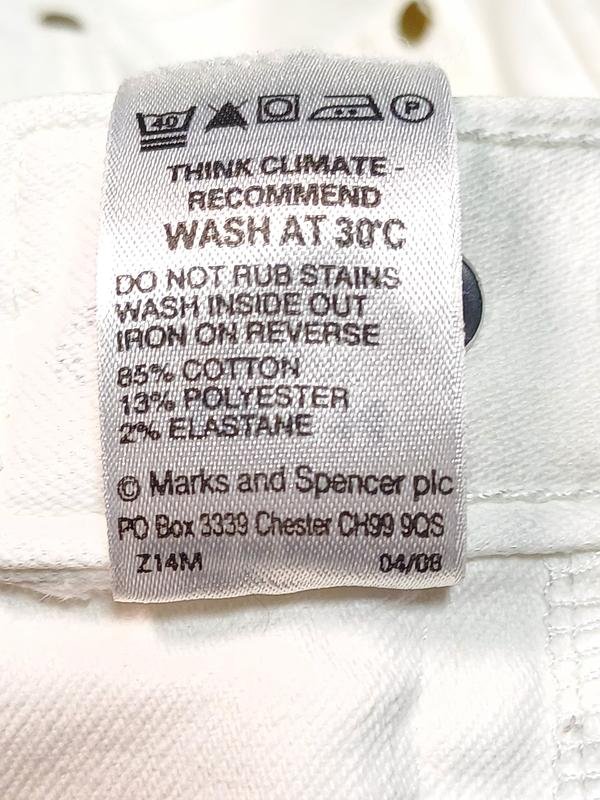 40 P
THINK CLIMATE -
RECOMMEND
WASH AT 30°C
DO NOT RUB STAINS
WASH INSIDE OUT
IRON ON REVERSE
85% COTTON
13% POLYESTER
2% ELASTANE
© Marks and Spencer plc
PO Box 3339 Chester CH99 9QS
Z14M 04/08